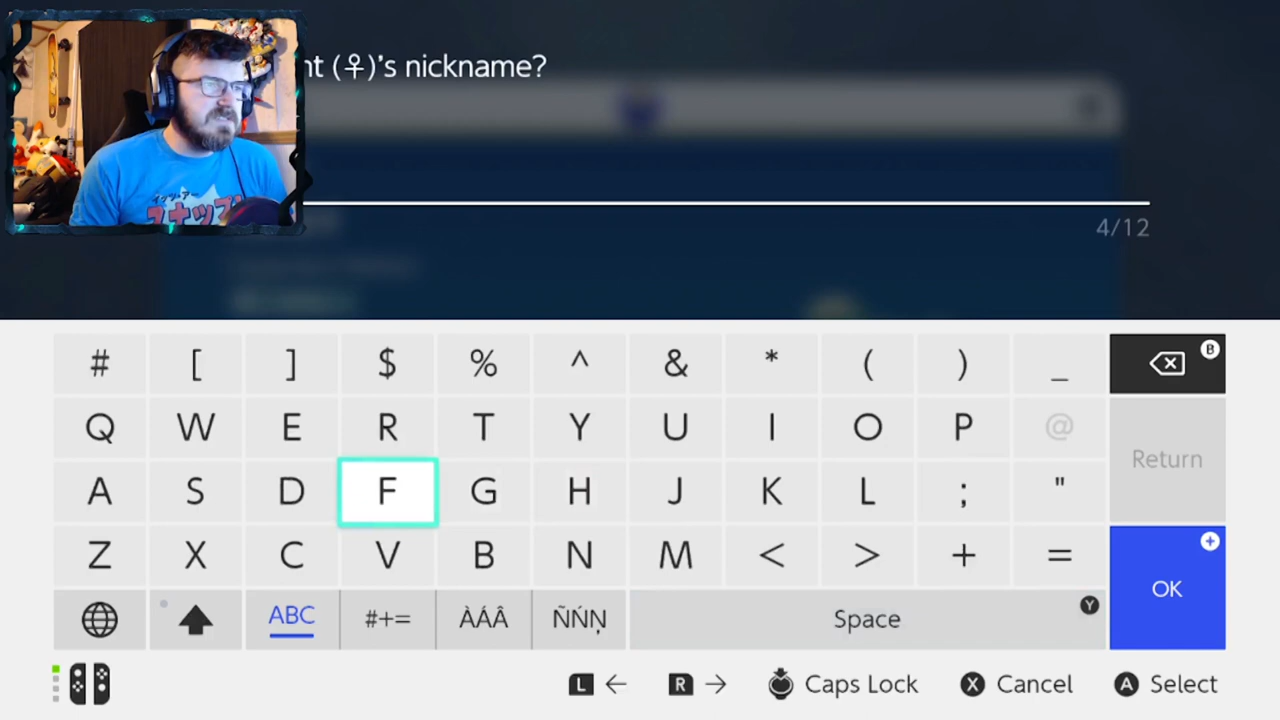 nt (♀)'s nickname?
4/12
# [ ] $ % ^ & * ( ) _ B
Q W E R T Y U I O P @ Return
A S D F G H J K L ; "
Z X C V B N M < > + = OK
ABC #+= ÀÁÂ ÑŃŅ Space Y
L ← R → Caps Lock X Cancel A Select